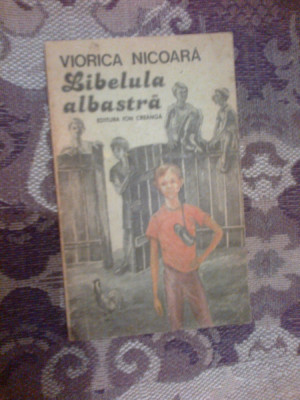 VIORICA NICOARĂ
Libelula
albastră
EDITURA ION CREANGĂ